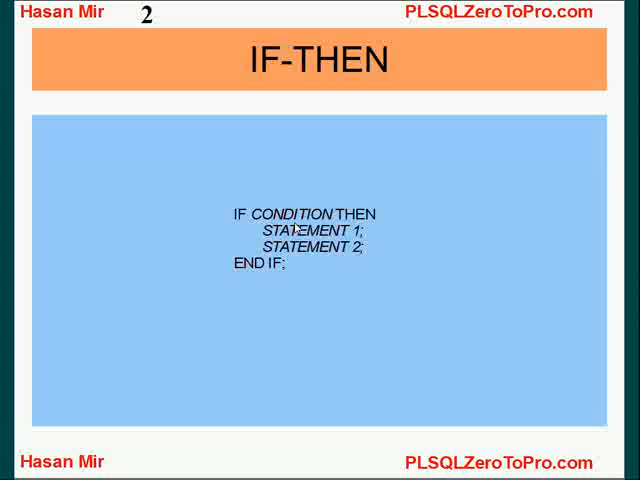 Hasan Mir 2 PLSQLZeroToPro.com
IF-THEN
IF CONDITION THEN
STATEMENT 1;
STATEMENT 2;
END IF;
Hasan Mir PLSQLZeroToPro.com